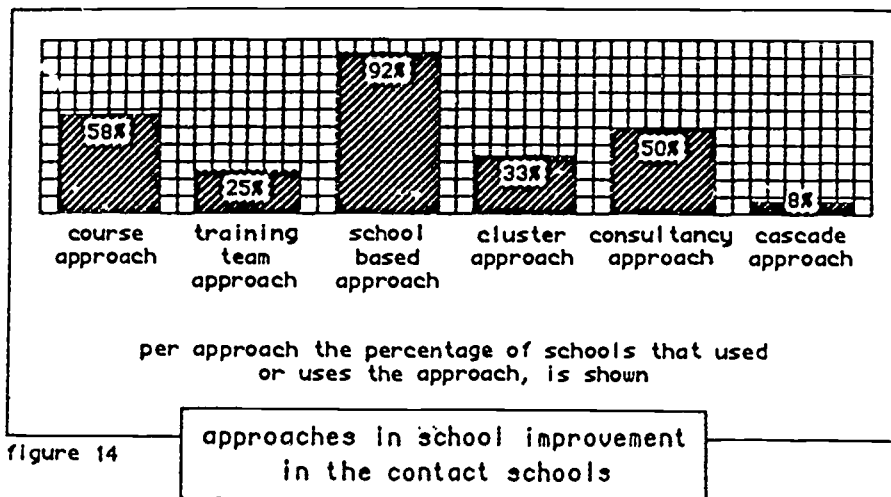 58%
25%
92%
33%
50%
8%
course approach
training team approach
school based approach
cluster approach
consultancy approach
cascade approach
per approach the percentage of schools that used
or uses the approach, is shown
figure 14
approaches in school improvement
in the contact schools